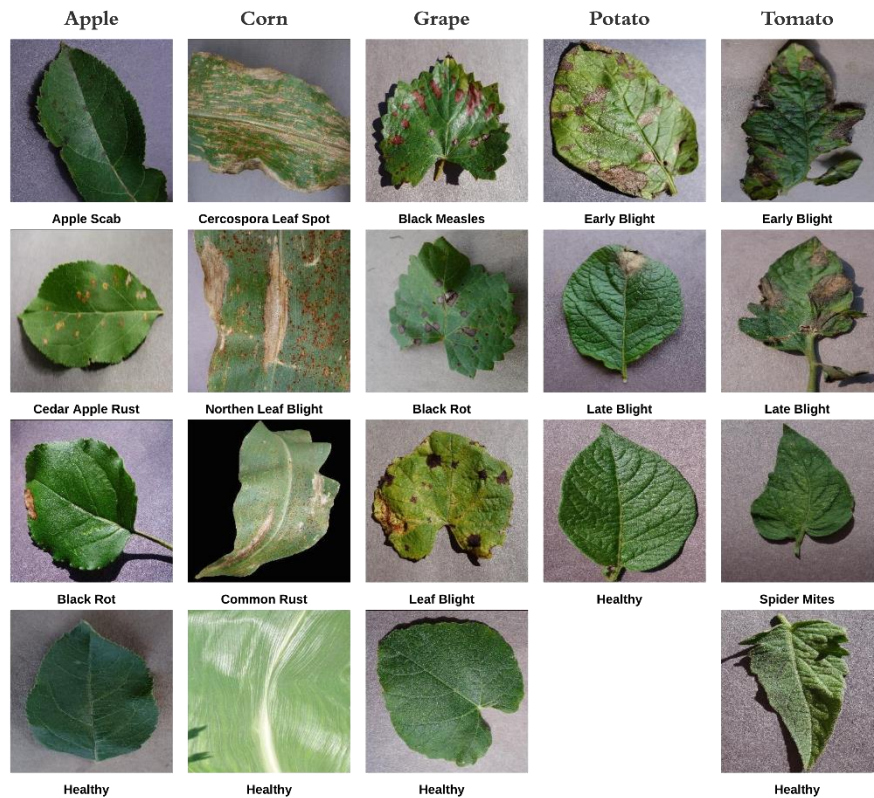 Apple Corn Grape Potato Tomato
Apple Scab Cercospora Leaf Spot Black Measles Early Blight Early Blight
Cedar Apple Rust Northen Leaf Blight Black Rot Late Blight Late Blight
Black Rot Common Rust Leaf Blight Healthy Spider Mites
Healthy Healthy Healthy Healthy